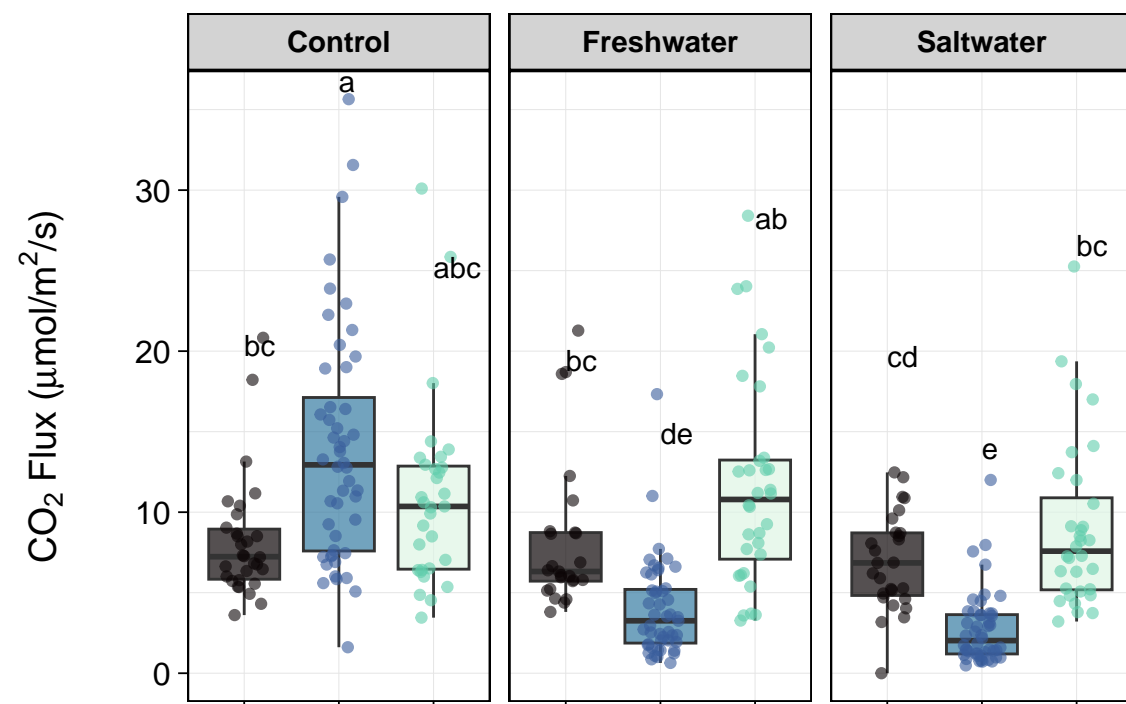 Control
Freshwater
Saltwater
CO₂ Flux (μmol/m²/s)
30
20
10
0
a
abc
bc
ab
bc
de
bc
cd
e